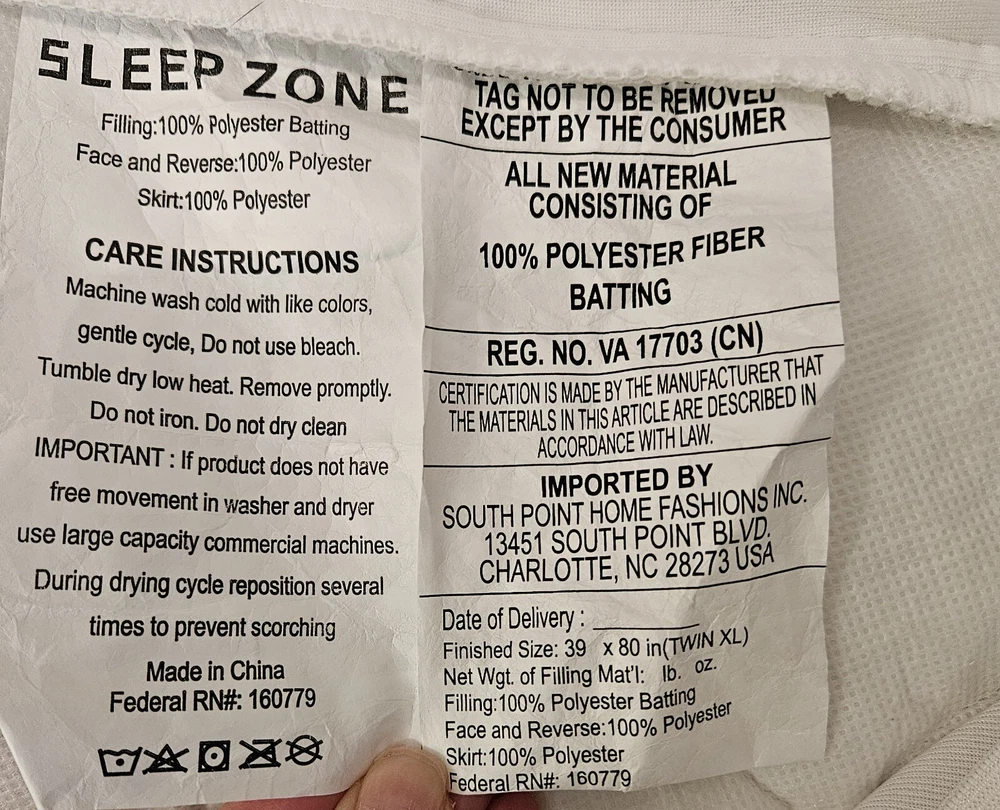 SLEEP ZONE
Filling:100% Polyester Batting
Face and Reverse:100% Polyester
Skirt:100% Polyester
CARE INSTRUCTIONS
Machine wash cold with like colors,
gentle cycle, Do not use bleach.
Tumble dry low heat. Remove promptly.
Do not iron. Do not dry clean
IMPORTANT : If product does not have
free movement in washer and dryer
use large capacity commercial machines.
During drying cycle reposition several
times to prevent scorching
Made in China
Federal RN#: 160779
TAG NOT TO BE REMOVED
EXCEPT BY THE CONSUMER
ALL NEW MATERIAL
CONSISTING OF
100% POLYESTER FIBER
BATTING
REG. NO. VA 17703 (CN)
CERTIFICATION IS MADE BY THE MANUFACTURER THAT
THE MATERIALS IN THIS ARTICLE ARE DESCRIBED IN
ACCORDANCE WITH LAW.
IMPORTED BY
SOUTH POINT HOME FASHIONS INC.
13451 SOUTH POINT BLVD.
CHARLOTTE, NC 28273 USA
Date of Delivery : __________
Finished Size: 39 x 80 in(TWIN XL)
Net Wgt. of Filling Mat'l: lb. oz.
Filling:100% Polyester Batting
Face and Reverse:100% Polyester
Skirt:100% Polyester
Federal RN#: 160779